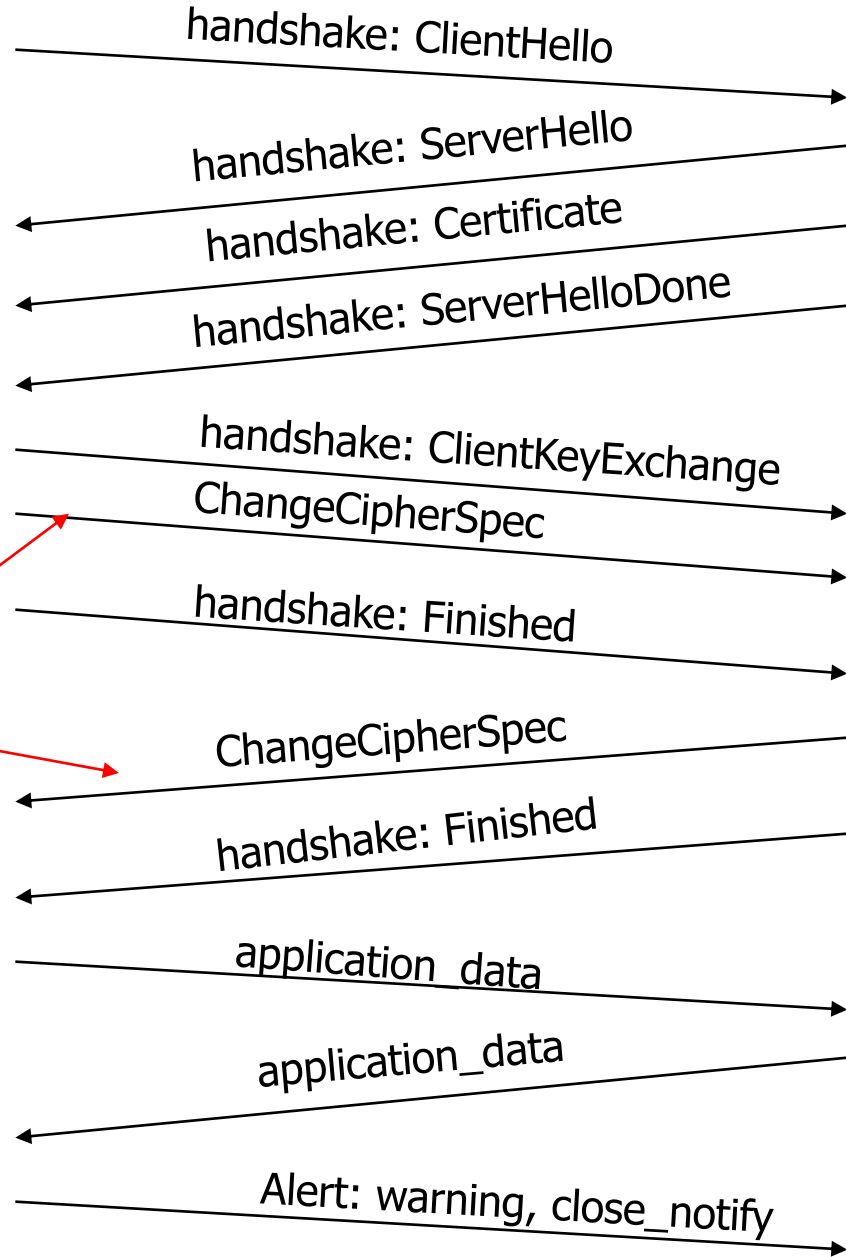 handshake: ClientHello
handshake: ServerHello
handshake: Certificate
handshake: ServerHelloDone
handshake: ClientKeyExchange
ChangeCipherSpec
handshake: Finished
ChangeCipherSpec
handshake: Finished
application_data
application_data
Alert: warning, close_notify